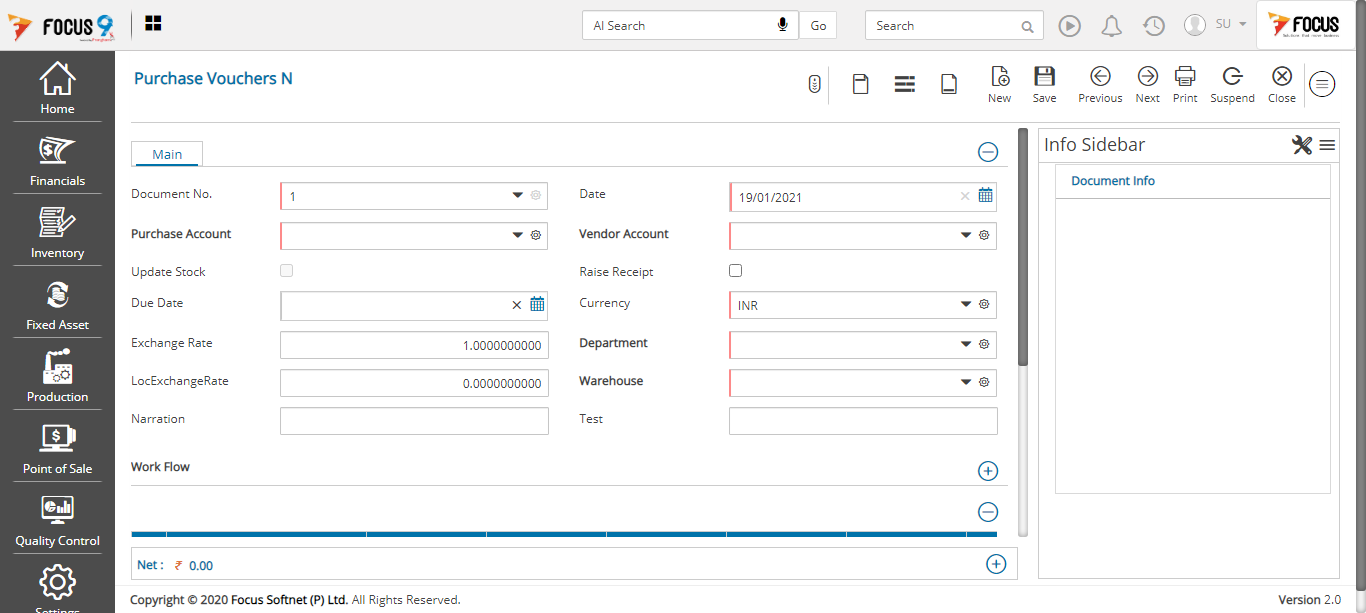 FOCUS 9
AI Search
Go
Search
SU
FOCUS
Home
Financials
Inventory
Fixed Asset
Production
Point of Sale
Quality Control
Settings
Purchase Vouchers N
New
Save
Previous
Next
Print
Suspend
Close
Main
Document No. 1
Date 19/01/2021
Purchase Account
Vendor Account
Update Stock
Raise Receipt
Due Date
Currency INR
Exchange Rate 1.0000000000
Department
LocExchangeRate 0.0000000000
Warehouse
Narration
Test
Work Flow
Net : ₹ 0.00
Info Sidebar
Document Info
Copyright © 2020 Focus Softnet (P) Ltd. All Rights Reserved.
Version 2.0